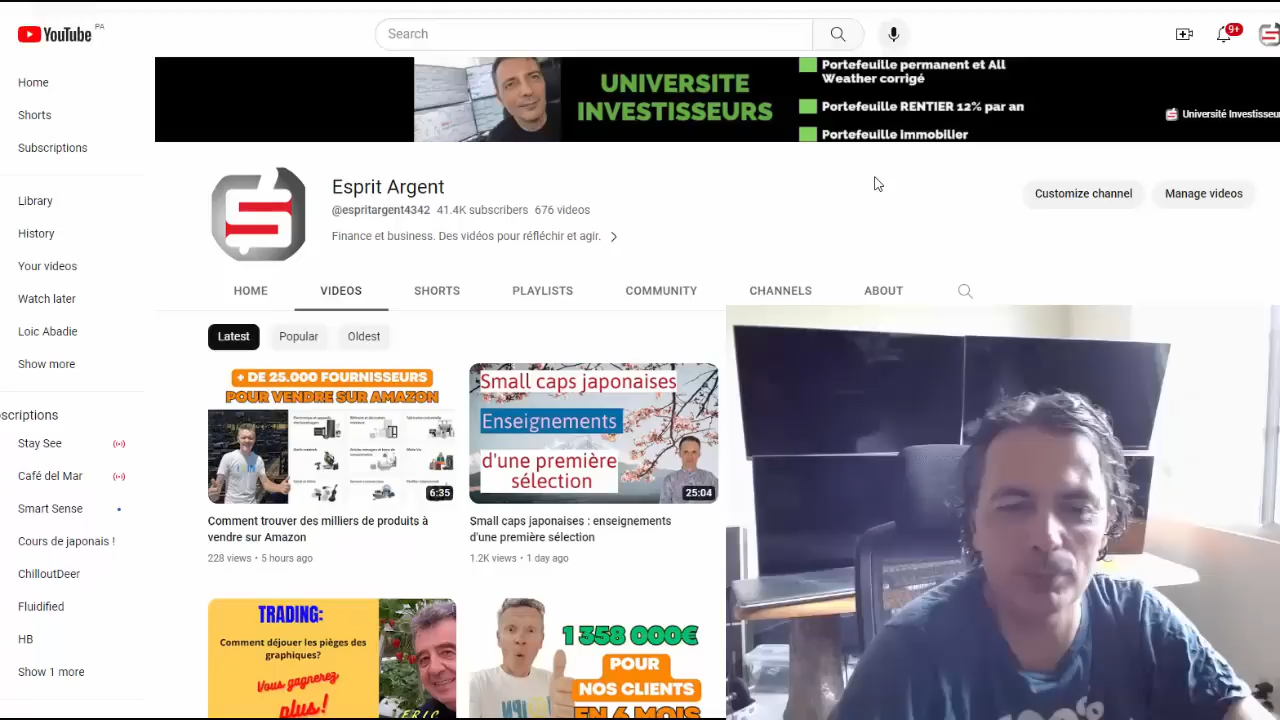 YouTube
PA
Search
9+
Home
Shorts
Subscriptions
Library
History
Your videos
Watch later
Loic Abadie
Show more
scriptions
Stay See
Café del Mar
Smart Sense
Cours de japonais !
ChilloutDeer
Fluidified
HB
Show 1 more
UNIVERSITE
INVESTISSEURS
Portefeuille permanent et All
Weather corrigé
Portefeuille RENTIER 12% par an
Portefeuille Immobilier
Université Investisseu
Esprit Argent
@espritargent4342 41.4K subscribers 676 videos
Finance et business. Des vidéos pour réfléchir et agir.
Customize channel
Manage videos
HOME VIDEOS SHORTS PLAYLISTS COMMUNITY CHANNELS ABOUT
Latest Popular Oldest
+ DE 25.000 FOURNISSEURS
POUR VENDRE SUR AMAZON
6:35
Comment trouver des milliers de produits à
vendre sur Amazon
228 views • 5 hours ago
Small caps japonaises
Enseignements
d'une première
sélection
25:04
Small caps japonaises : enseignements
d'une première sélection
1.2K views • 1 day ago
TRADING:
Comment déjouer les pièges des
graphiques?
Vous gagnerez
plus !
ERIC
1 358 000€
POUR
NOS CLIENTS
EN 6 MOIS